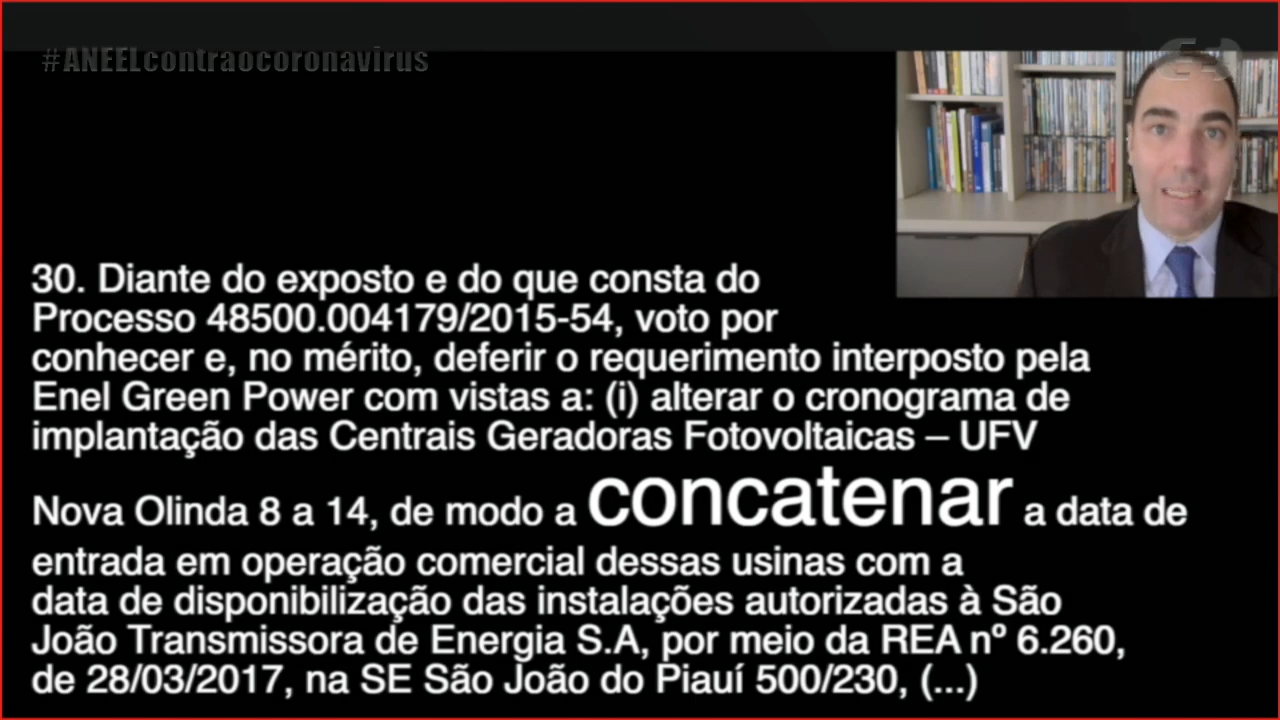 #ANEELcontraocoronavirus
30. Diante do exposto e do que consta do
Processo 48500.004179/2015-54, voto por
conhecer e, no mérito, deferir o requerimento interposto pela
Enel Green Power com vistas a: (i) alterar o cronograma de
implantação das Centrais Geradoras Fotovoltaicas – UFV
Nova Olinda 8 a 14, de modo a concatenar a data de
entrada em operação comercial dessas usinas com a
data de disponibilização das instalações autorizadas à São
João Transmissora de Energia S.A, por meio da REA nº 6.260,
de 28/03/2017, na SE São João do Piauí 500/230, (...)